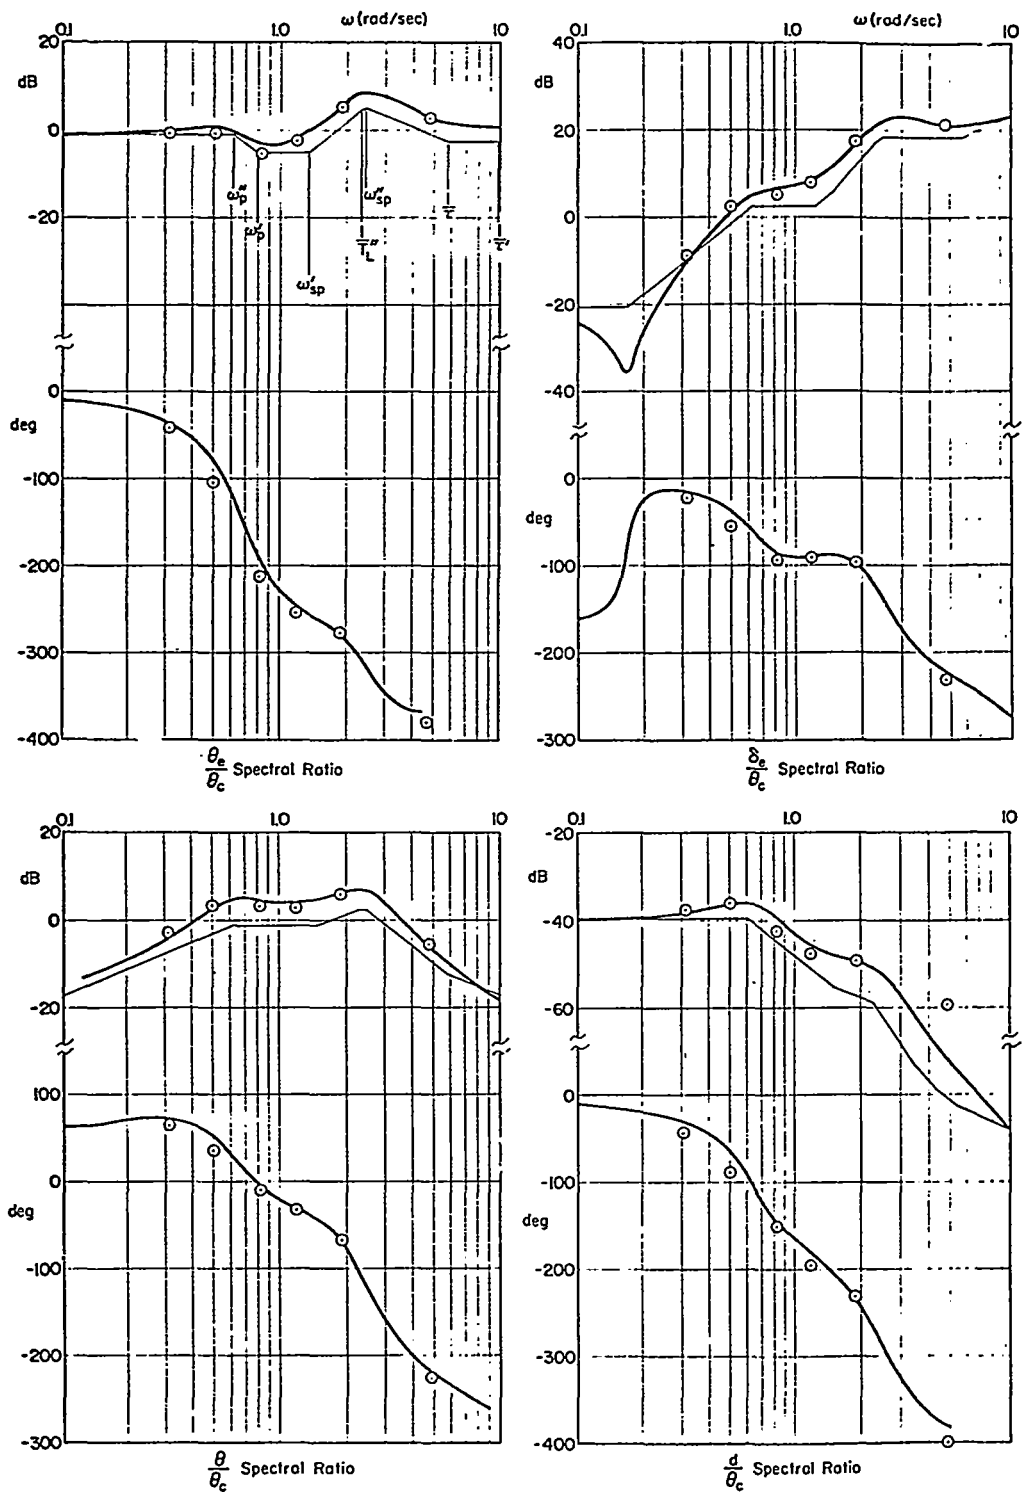 ω (rad/sec)
0.1 1.0 10
20
dB
0
-20
ω″p
ω′p
ω′sp
ω″sp
0
deg
-100
-200
-300
-400
θe/θc Spectral Ratio
ω (rad/sec)
0.1 1.0 10
40
dB
20
0
-20
-40
0
deg
-100
-200
-300
δe/θc Spectral Ratio
0.1 1.0 10
20
dB
0
-20
100
0
deg
-100
-200
-300
θ/θc Spectral Ratio
0.1 1.0 10
-20
dB
-40
-60
0
-100
deg
-200
-300
-400
d/θc Spectral Ratio